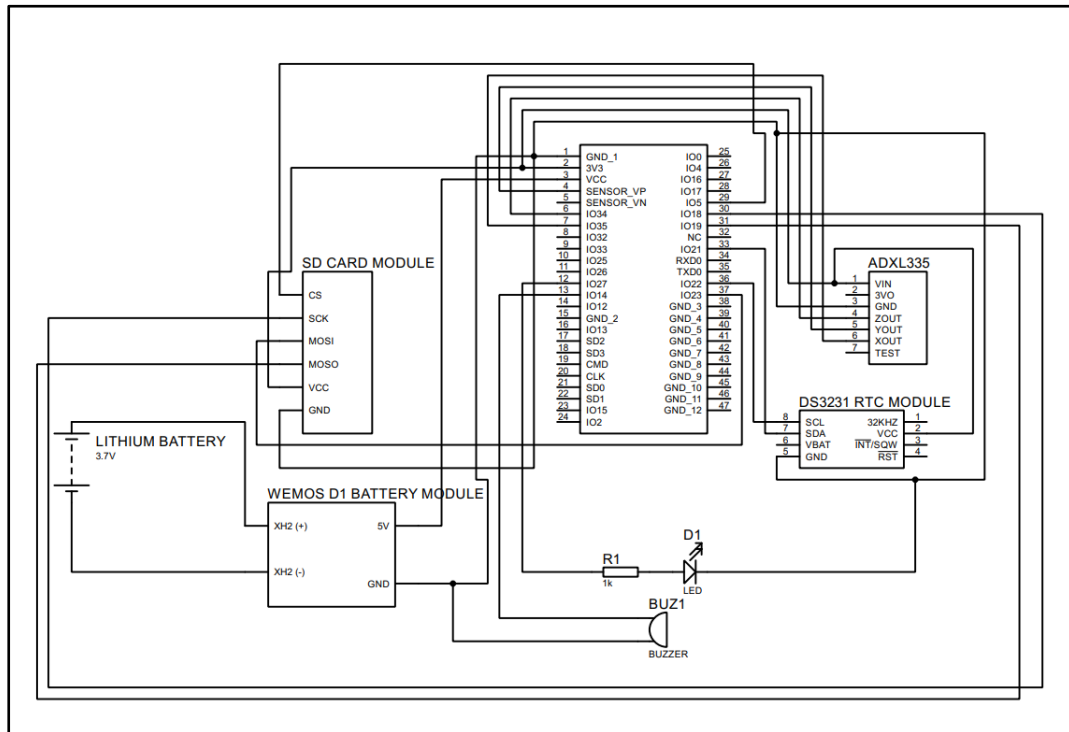 SD CARD MODULE
CS
SCK
MOSI
MOSO
VCC
GND
LITHIUM BATTERY
3.7V
WEMOS D1 BATTERY MODULE
XH2 (+)
5V
XH2 (-)
GND
1 GND_1
2 3V3
3 VCC
4 SENSOR_VP
5 SENSOR_VN
6 IO34
7 IO35
8 IO32
9 IO33
10 IO25
11 IO26
12 IO27
13 IO14
14 IO12
15 GND_2
16 IO13
17 SD2
18 SD3
19 CMD
20 CLK
21 SD0
22 SD1
23 IO15
24 IO2
IO0 25
IO4 26
IO16 27
IO17 28
IO5 29
IO18 30
IO19 31
NC 32
IO21 33
RXD0 34
TXD0 35
IO22 36
IO23 37
GND_3 38
GND_4 39
GND_5 40
GND_6 41
GND_7 42
GND_8 43
GND_9 44
GND_10 45
GND_11 46
GND_12 47
ADXL335
1 VIN
2 3VO
3 GND
4 ZOUT
5 YOUT
6 XOUT
7 TEST
DS3231 RTC MODULE
8 SCL 32KHZ 1
7 SDA VCC 2
6 VBAT INT/SQW 3
5 GND RST 4
R1
1k
D1
LED
BUZ1
BUZZER